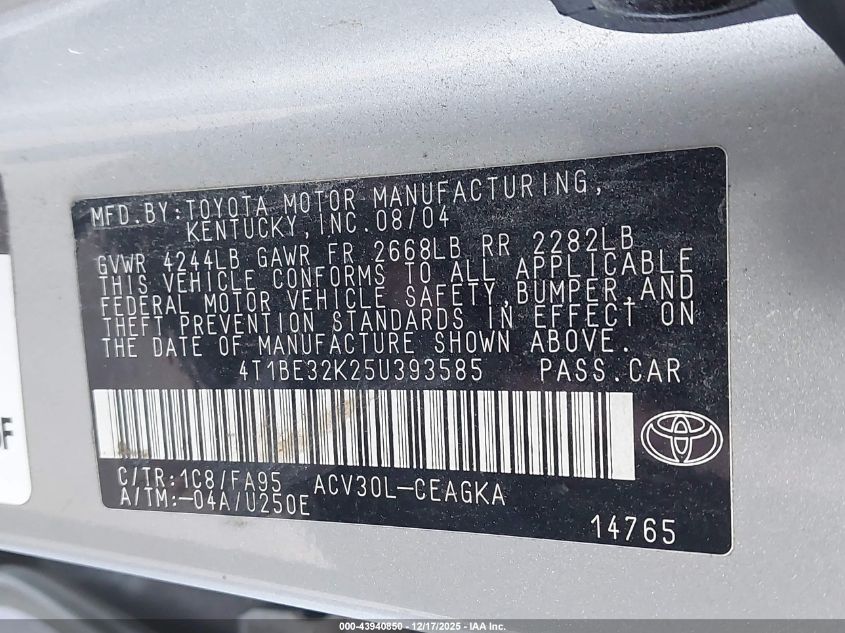 MFD.BY:TOYOTA MOTOR MANUFACTURING,
KENTUCKY,INC.08/04
GVWR 4244LB GAWR FR 2668LB RR 2282LB
THIS VEHICLE CONFORMS TO ALL APPLICABLE
FEDERAL MOTOR VEHICLE SAFETY,BUMPER,AND
THEFT PREVENTION STANDARDS IN EFFECT ON
THE DATE OF MANUFACTURE SHOWN ABOVE.
4T1BE32K25U393585 PASS.CAR
C/TR:1C8/FA95 ACV30L-CEAGKA
A/TM:-04A/U250E
14765
000-43940850 - 12/17/2025 - IAA Inc.